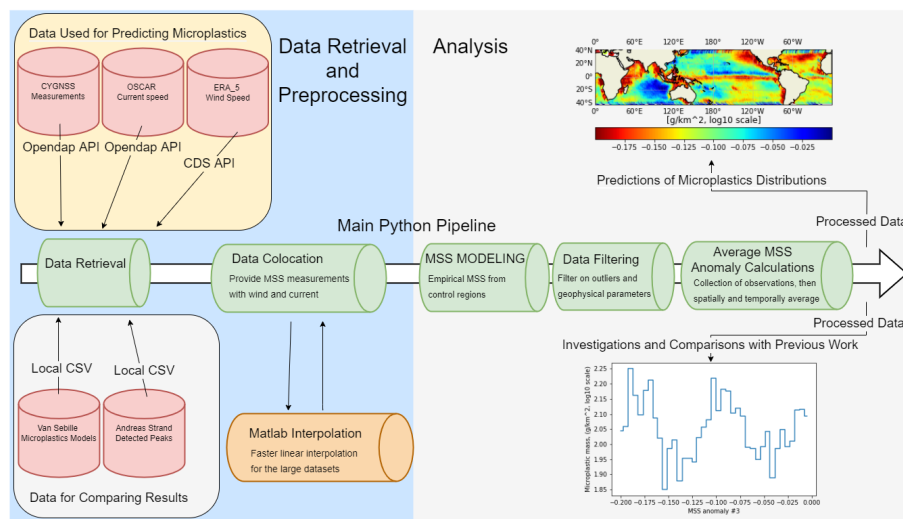 Data Used for Predicting Microplastics
CYGNSS
Measurements
OSCAR
Current speed
ERA_5
Wind Speed
Opendap API
Opendap API
CDS API
Data Retrieval
and
Preprocessing
Analysis
0°
60°E
120°E
180°
120°W
60°W
40°N
20°N
0°
20°S
40°S
0°
60°E
120°E
180°
120°W
60°W
[g/km^2, log10 scale]
−0.175
−0.150
−0.125
−0.100
−0.075
−0.050
−0.025
Predictions of Microplastics Distributions
Processed Data
Main Python Pipeline
Data Retrieval
Data Colocation
Provide MSS measurements
with wind and current
MSS MODELING
Empirical MSS from
control regions
Data Filtering
Filter on outliers and
geophysical parameters
Average MSS
Anomaly Calculations
Collection of observations, then
spatially and temporally average
Processed Data
Local CSV
Local CSV
Van Sebille
Microplastics Models
Andreas Strand
Detected Peaks
Data for Comparing Results
Matlab Interpolation
Faster linear interpolation
for the large datasets
Investigations and Comparisons with Previous Work
Microplastic mass, (g/km^2, log10 scale)
2.25
2.20
2.15
2.10
2.05
2.00
1.95
1.90
1.85
−0.200
−0.175
−0.150
−0.125
−0.100
−0.075
−0.050
−0.025
0.000
MSS anomaly #3